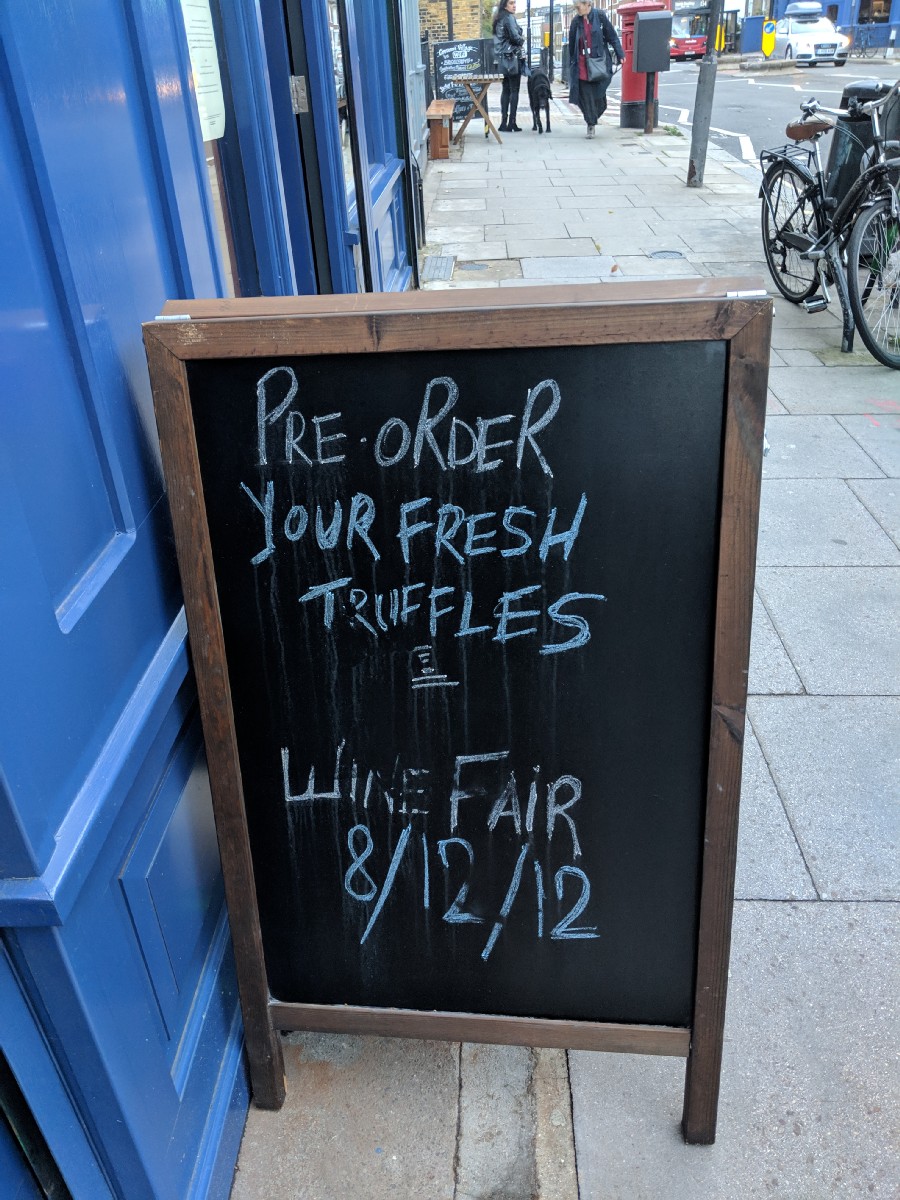 PRE-ORDER
YOUR FRESH
TRUFFLES
WINE FAIR
8/12/12